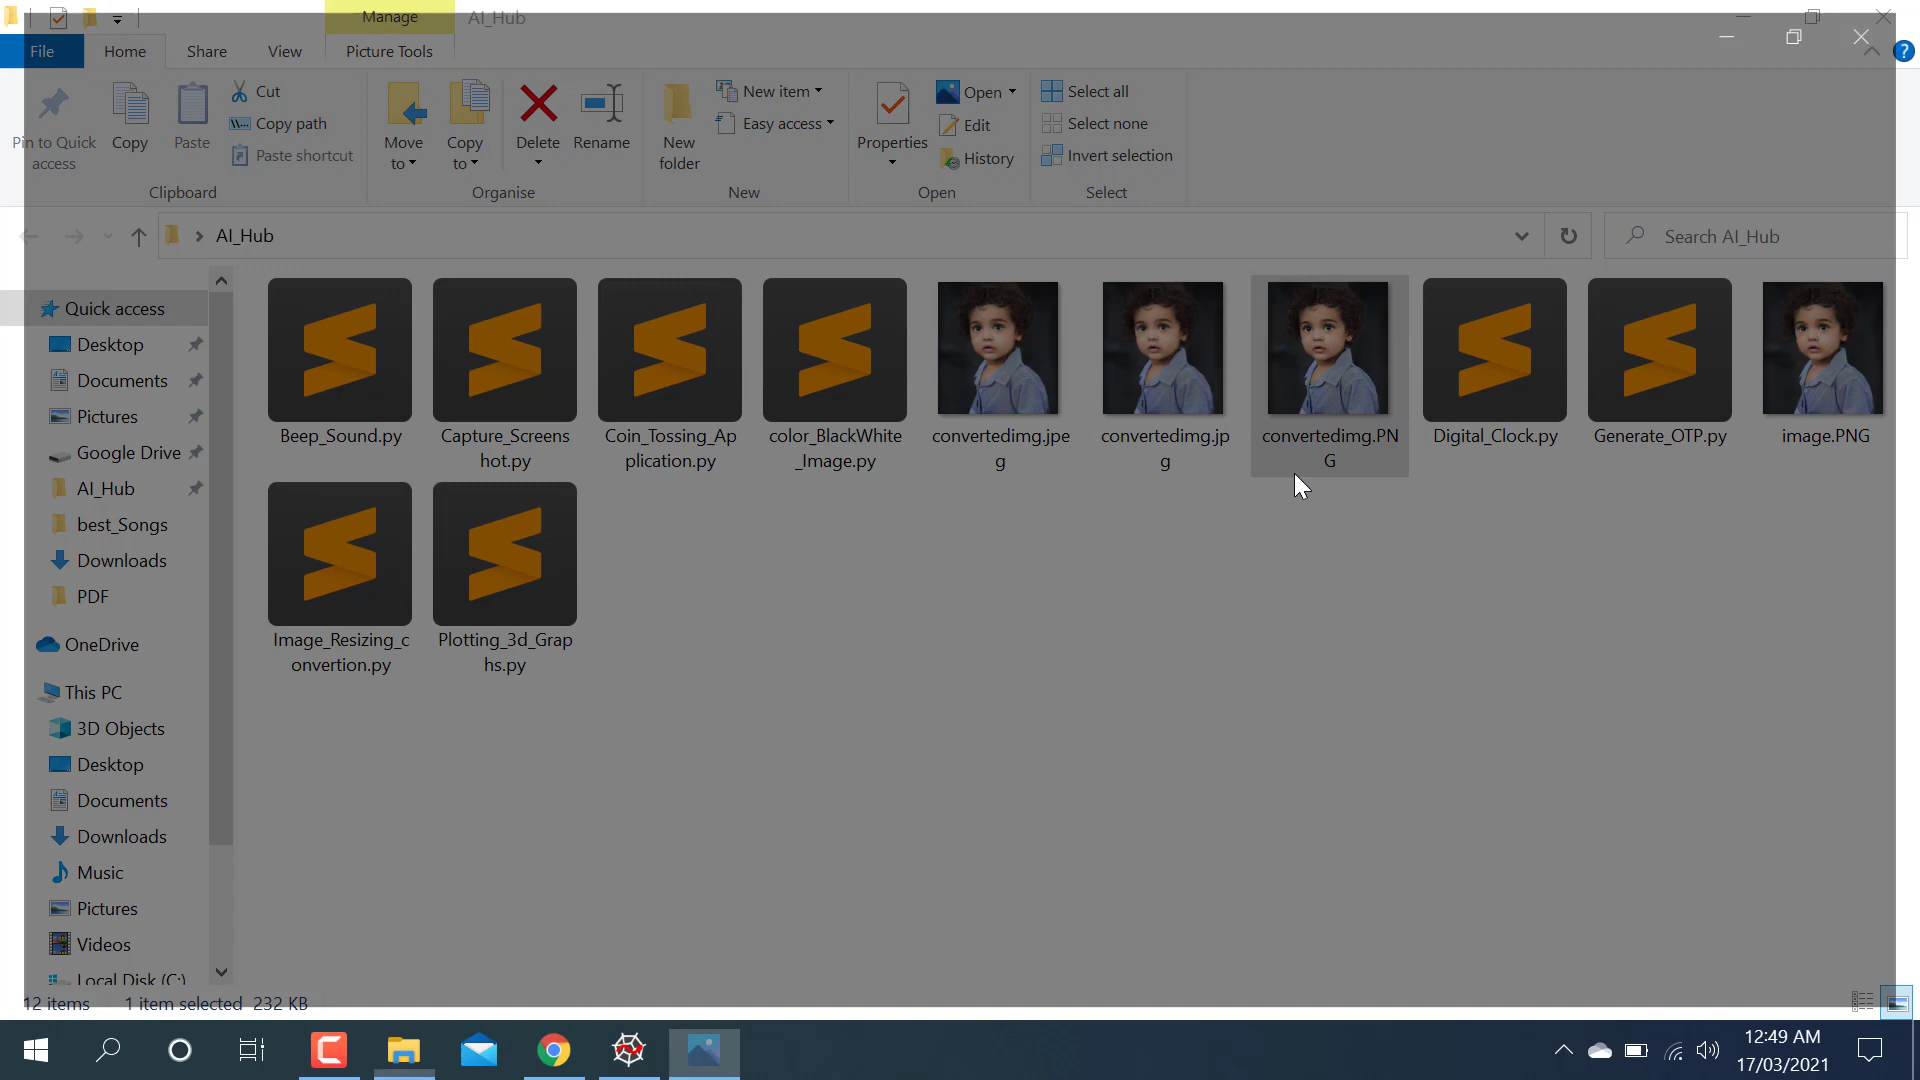 Manage
AI_Hub
File
Home
Share
View
Picture Tools
Pin to Quick
access
Copy
Paste
Cut
Copy path
Paste shortcut
Clipboard
Move
to
Copy
to
Delete
Rename
Organise
New
folder
New item
Easy access
New
Properties
Open
Edit
History
Open
Select all
Select none
Invert selection
Select
AI_Hub
Search AI_Hub
Quick access
Desktop
Documents
Pictures
Google Drive
AI_Hub
best_Songs
Downloads
PDF
OneDrive
This PC
3D Objects
Desktop
Documents
Downloads
Music
Pictures
Videos
Local Disk (C:)
Beep_Sound.py
Capture_Screens
hot.py
Coin_Tossing_Ap
plication.py
color_BlackWhite
_Image.py
convertedimg.jpe
g
convertedimg.jp
g
convertedimg.PN
G
Digital_Clock.py
Generate_OTP.py
image.PNG
Image_Resizing_c
onvertion.py
Plotting_3d_Grap
hs.py
12 items
1 item selected 232 KB
12:49 AM
17/03/2021